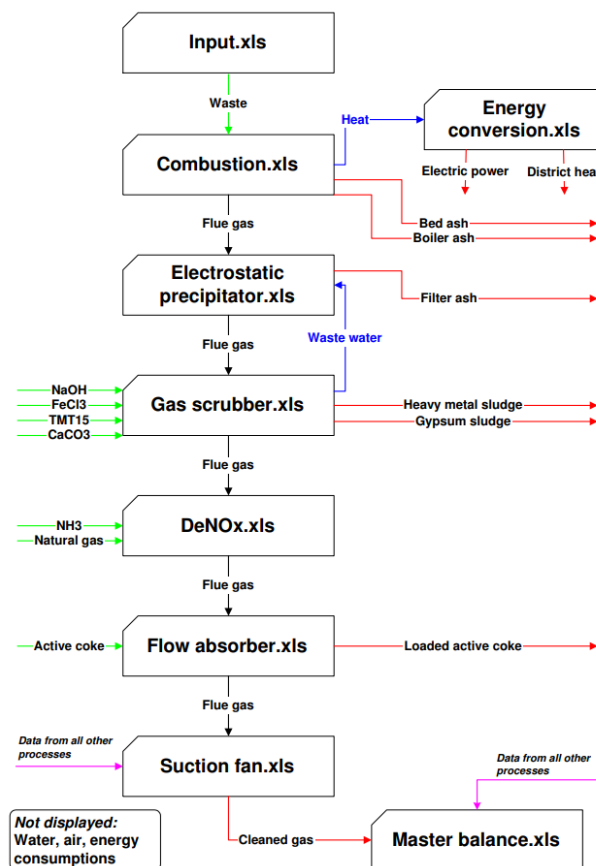 Input.xls
Waste
Heat
Energy
conversion.xls
Combustion.xls
Electric power
District heat
Bed ash
Boiler ash
Flue gas
Electrostatic
precipitator.xls
Filter ash
Waste water
Flue gas
NaOH
FeCl3
TMT15
CaCO3
Gas scrubber.xls
Heavy metal sludge
Gypsum sludge
Flue gas
NH3
Natural gas
DeNOx.xls
Flue gas
Active coke
Flow absorber.xls
Loaded active coke
Flue gas
Data from all other
processes
Suction fan.xls
Data from all other
processes
Not displayed:
Water, air, energy
consumptions
Cleaned gas
Master balance.xls